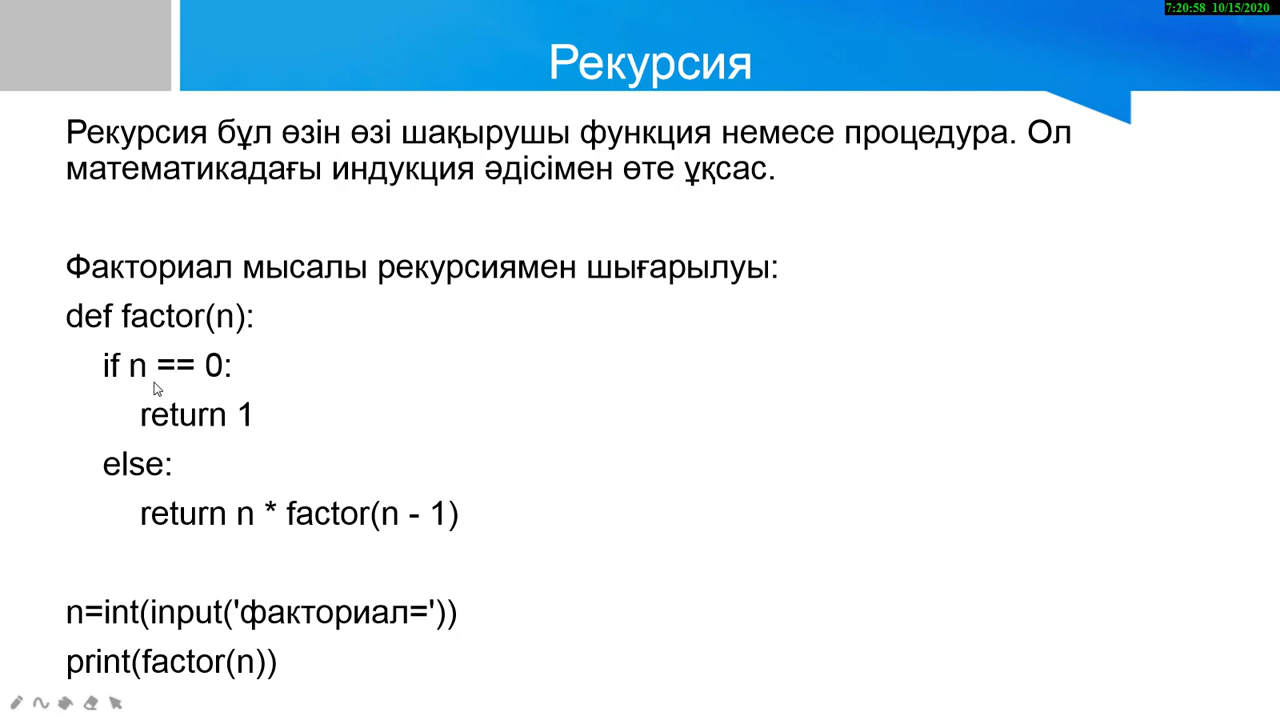 7:20:58 10/15/2020
Рекурсия
Рекурсия бұл өзін өзі шақырушы функция немесе процедура. Ол
математикадағы индукция әдісімен өте ұқсас.
Факториал мысалы рекурсиямен шығарылуы:
def factor(n):
if n == 0:
return 1
else:
return n * factor(n - 1)
n=int(input('факториал='))
print(factor(n))